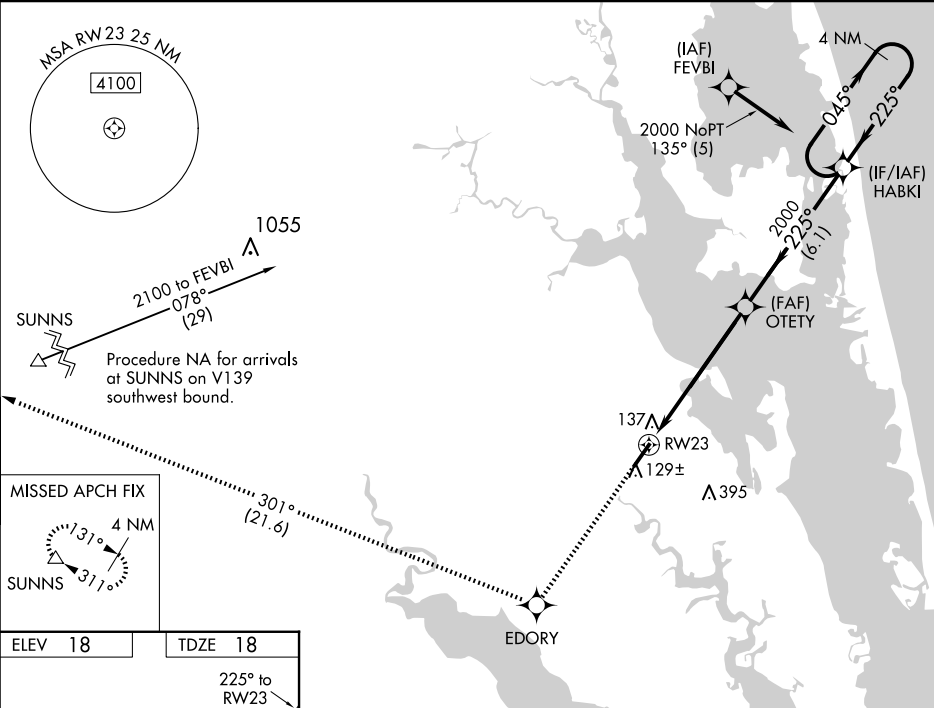 MSA RW 23 25 NM
4100
(IAF)
FEVBI
4 NM
045°
225°
2000 NoPT
135° (5)
(IF/IAF)
HABKI
2000
225°
(6.1)
1055
2100 to FEVBI
078°
(29)
SUNNS
Procedure NA for arrivals
at SUNNS on V139
southwest bound.
(FAF)
OTETY
137
RW23
129±
395
301°
(21.6)
MISSED APCH FIX
4 NM
131°
SUNNS
311°
EDORY
ELEV 18
TDZE 18
225° to
RW23